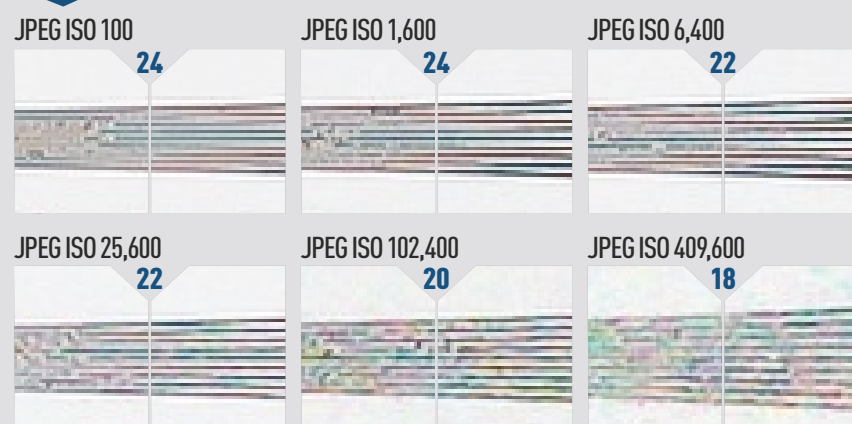 JPEG ISO 100
24
JPEG ISO 1,600
24
JPEG ISO 6,400
22
JPEG ISO 25,600
22
JPEG ISO 102,400
20
JPEG ISO 409,600
18